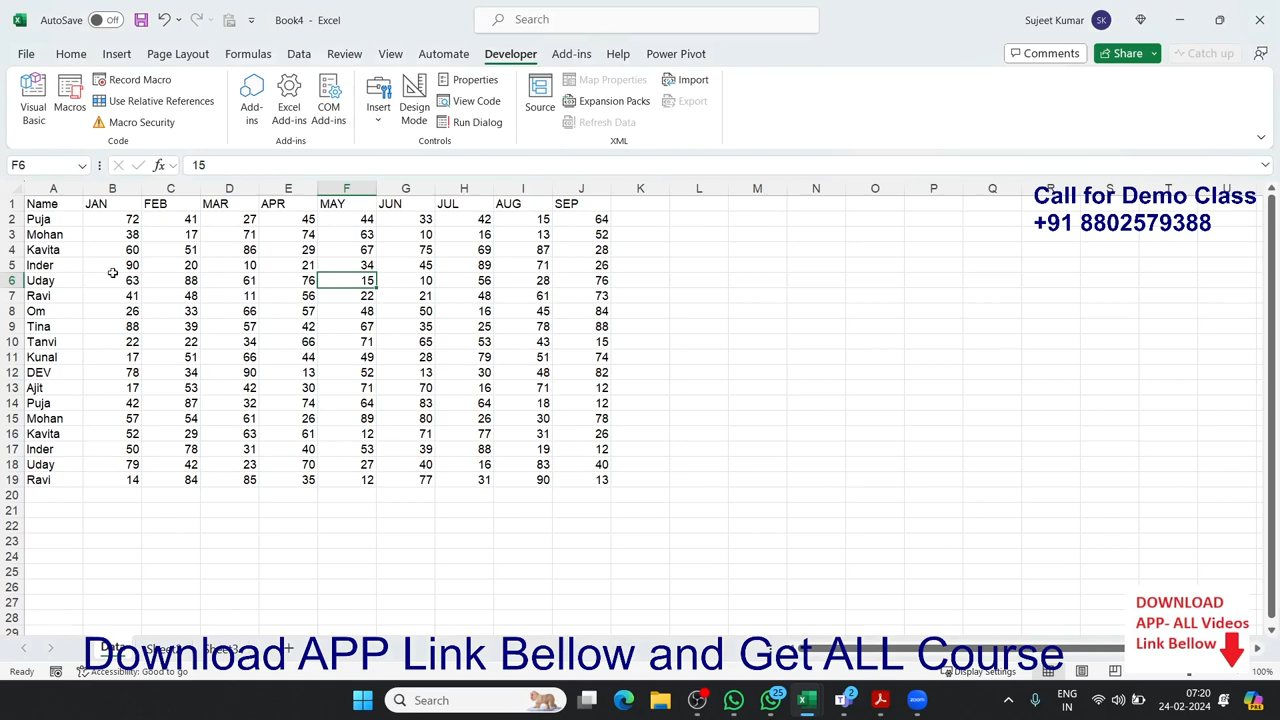 AutoSave Off Book4 - Excel Search Sujeet Kumar SK
File Home Insert Page Layout Formulas Data Review View Automate Developer Add-ins Help Power Pivot Comments Share Catch up
Visual Basic Macros Record Macro Use Relative References Macro Security
Add-ins Excel Add-ins COM Add-ins
Insert Design Mode Properties View Code Run Dialog
Source Map Properties Expansion Packs Refresh Data Import Export
Code Add-ins Controls XML
F6 fx 15
A B C D E F G H I J K L M N O P Q R S T U
1 Name JAN FEB MAR APR MAY JUN JUL AUG SEP
2 Puja 72 41 27 45 44 33 42 15 64
3 Mohan 38 17 71 74 63 10 16 13 52
4 Kavita 60 51 86 29 67 75 69 87 28
5 Inder 90 20 10 21 34 45 89 71 26
6 Uday 63 88 61 76 15 10 56 28 76
7 Ravi 41 48 11 56 22 21 48 61 73
8 Om 26 33 66 57 48 50 16 45 84
9 Tina 88 39 57 42 67 35 25 78 88
10 Tanvi 22 22 34 66 71 65 53 43 15
11 Kunal 17 51 66 44 49 28 79 51 74
12 DEV 78 34 90 13 52 13 30 48 82
13 Ajit 17 53 42 30 71 70 16 71 12
14 Puja 42 87 32 74 64 83 64 18 12
15 Mohan 57 54 61 26 89 80 26 30 78
16 Kavita 52 29 63 61 12 71 77 31 26
17 Inder 50 78 31 40 53 39 88 19 12
18 Uday 79 42 23 70 27 40 16 83 40
19 Ravi 14 84 85 35 12 77 31 90 13
20
21
22
23
24
25
26
27
28
29
Call for Demo Class
+91 8802579388
DOWNLOAD
APP- ALL Videos
Link Bellow
Download APP Link Bellow and Get ALL Course
Ready Accessibility: Good to go Display Settings 100%
Search 25 2 ENG IN 07:20 24-02-2024